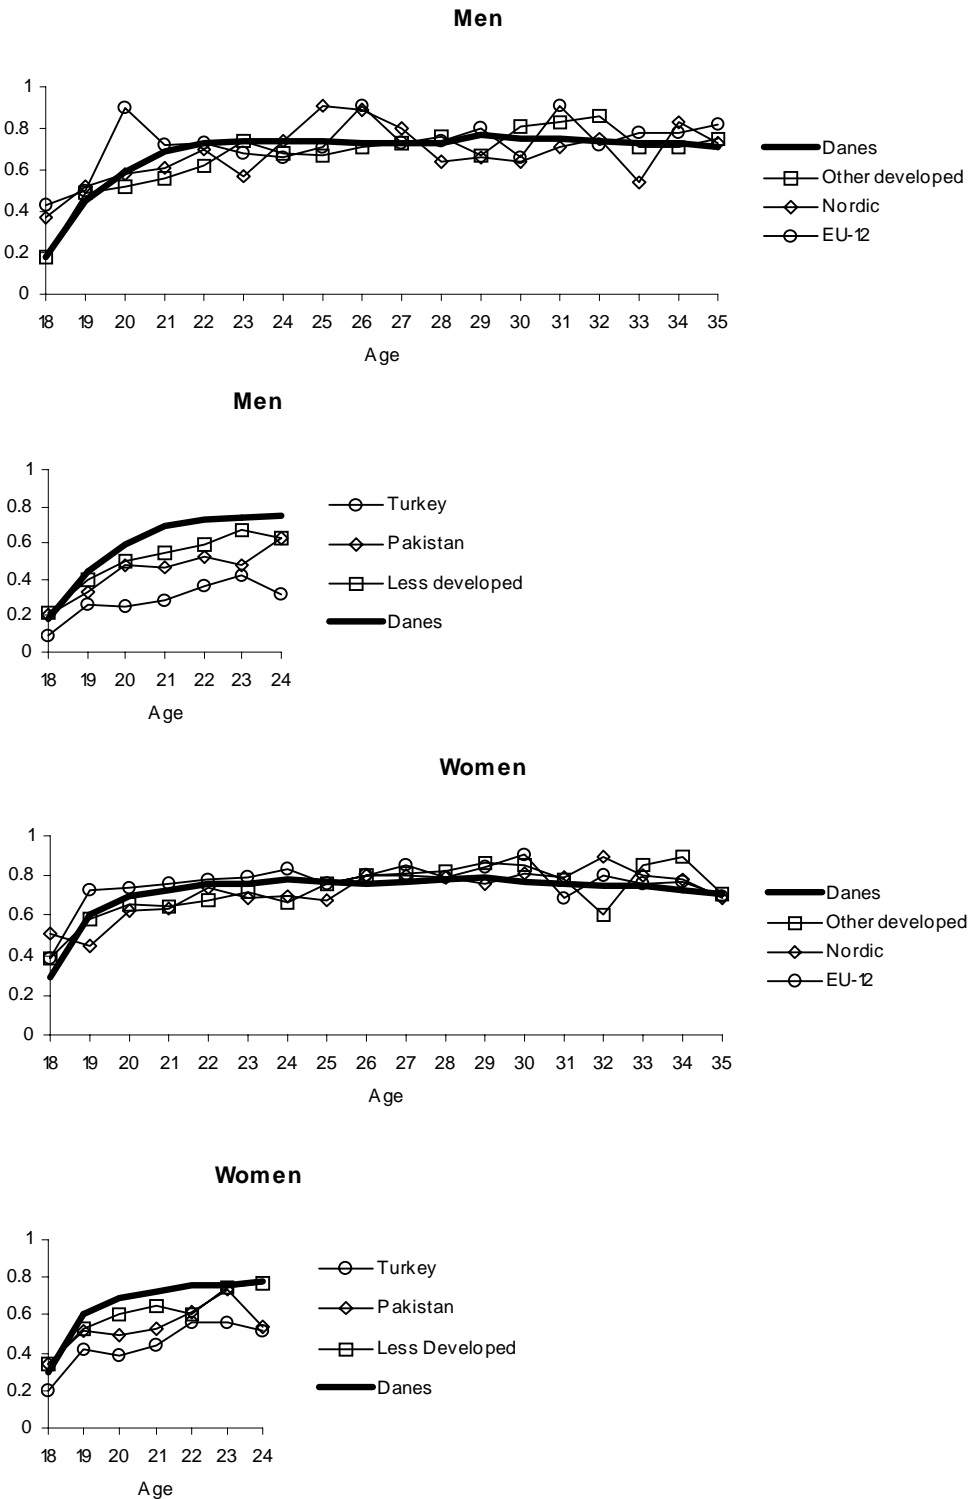 Men
1
0.8
0.6
0.4
0.2
0
18 19 20 21 22 23 24 25 26 27 28 29 30 31 32 33 34 35
Age
Danes
Other developed
Nordic
EU-12
Men
1
0.8
0.6
0.4
0.2
0
18 19 20 21 22 23 24
Age
Turkey
Pakistan
Less developed
Danes
Women
1
0.8
0.6
0.4
0.2
0
18 19 20 21 22 23 24 25 26 27 28 29 30 31 32 33 34 35
Age
Danes
Other developed
Nordic
EU-12
Women
1
0.8
0.6
0.4
0.2
0
18 19 20 21 22 23 24
Age
Turkey
Pakistan
Less Developed
Danes